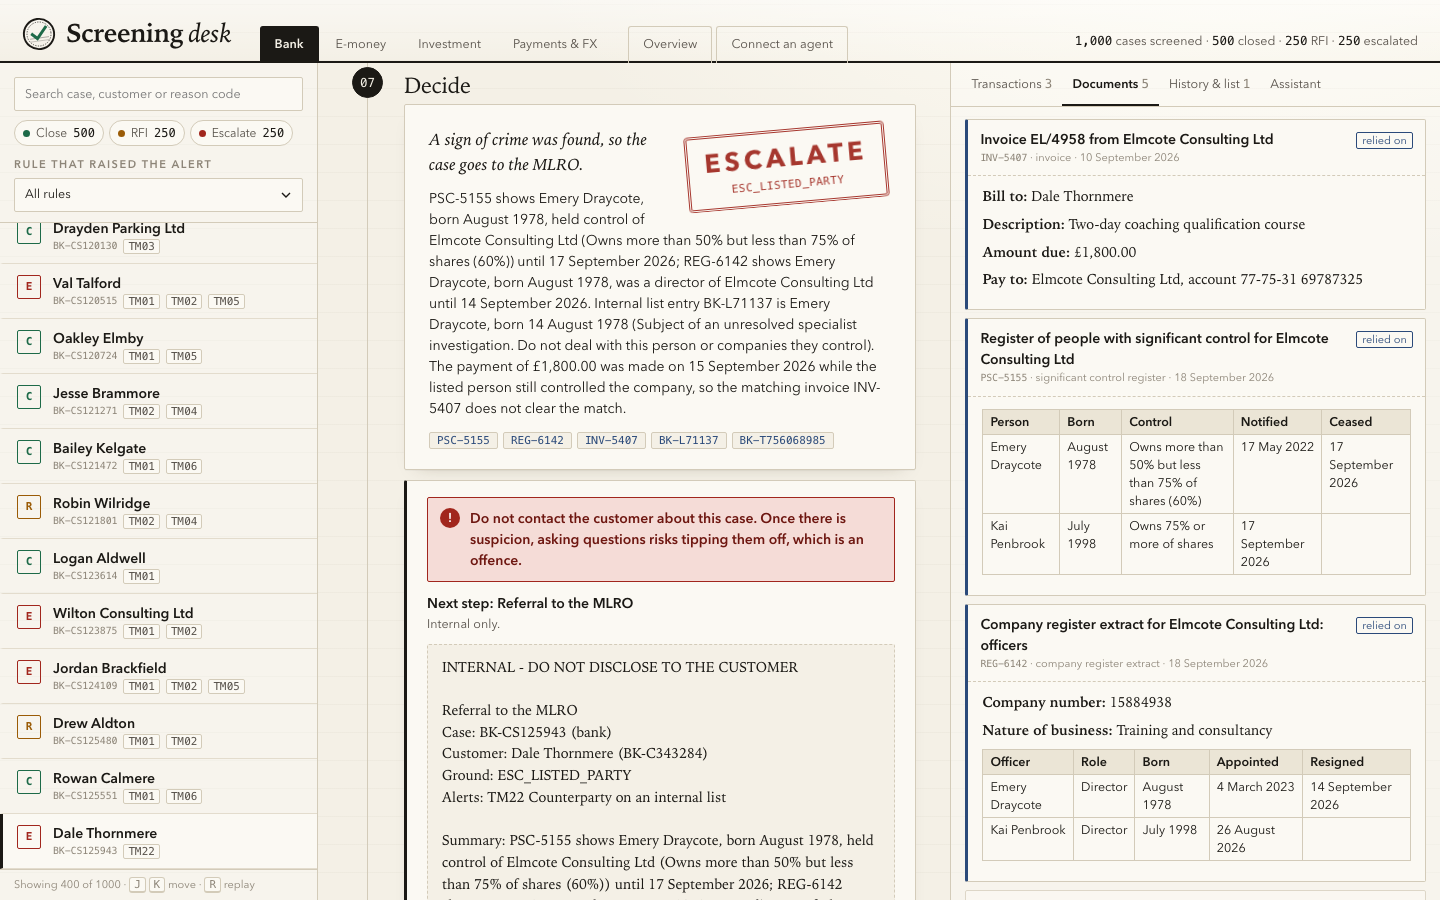 Screening desk
Bank
E-money
Investment
Payments & FX
Overview
Connect an agent
1,000 cases screened · 500 closed · 250 RFI · 250 escalated
Search case, customer or reason code
Close 500
RFI 250
Escalate 250
RULE THAT RAISED THE ALERT
All rules
C
Drayden Parking Ltd
BK-CS120130 TM03
E
Val Talford
BK-CS120515 TM01 TM02 TM05
C
Oakley Elmby
BK-CS120724 TM01 TM05
C
Jesse Brammore
BK-CS121271 TM02 TM04
C
Bailey Kelgate
BK-CS121472 TM01 TM06
R
Robin Wilridge
BK-CS121801 TM02 TM04
C
Logan Aldwell
BK-CS123614 TM01
E
Wilton Consulting Ltd
BK-CS123875 TM01 TM02
E
Jordan Brackfield
BK-CS124109 TM01 TM02 TM05
R
Drew Aldton
BK-CS125480 TM01 TM02
C
Rowan Calmere
BK-CS125551 TM01 TM06
E
Dale Thornmere
BK-CS125943 TM22
Showing 400 of 1000 · J K move · R replay
07
Decide
A sign of crime was found, so the
case goes to the MLRO.
ESCALATE
ESC_LISTED_PARTY
PSC-5155 shows Emery Draycote,
born August 1978, held control of
Elmcote Consulting Ltd (Owns more than 50% but less than 75% of
shares (60%)) until 17 September 2026; REG-6142 shows Emery
Draycote, born August 1978, was a director of Elmcote Consulting Ltd
until 14 September 2026. Internal list entry BK-L71137 is Emery
Draycote, born 14 August 1978 (Subject of an unresolved specialist
investigation. Do not deal with this person or companies they control).
The payment of £1,800.00 was made on 15 September 2026 while the
listed person still controlled the company, so the matching invoice INV-
5407 does not clear the match.
PSC-5155 REG-6142 INV-5407 BK-L71137 BK-T756068985
!
Do not contact the customer about this case. Once there is
suspicion, asking questions risks tipping them off, which is an
offence.
Next step: Referral to the MLRO
Internal only.
INTERNAL - DO NOT DISCLOSE TO THE CUSTOMER
Referral to the MLRO
Case: BK-CS125943 (bank)
Customer: Dale Thornmere (BK-C343284)
Ground: ESC_LISTED_PARTY
Alerts: TM22 Counterparty on an internal list
Summary: PSC-5155 shows Emery Draycote, born August 1978, held
control of Elmcote Consulting Ltd (Owns more than 50% but less
than 75% of shares (60%)) until 17 September 2026; REG-6142
Transactions 3
Documents 5
History & list 1
Assistant
Invoice EL/4958 from Elmcote Consulting Ltd
relied on
INV-5407 · invoice · 10 September 2026
Bill to: Dale Thornmere
Description: Two-day coaching qualification course
Amount due: £1,800.00
Pay to: Elmcote Consulting Ltd, account 77-75-31 69787325
Register of people with significant control for Elmcote
Consulting Ltd
relied on
PSC-5155 · significant control register · 18 September 2026
Person Born Control Notified Ceased
Emery August Owns more than 17 May 2022 17
Draycote 1978 50% but less September
than 75% of 2026
shares (60%)
Kai July Owns 75% or 17
Penbrook 1998 more of shares September
2026
Company register extract for Elmcote Consulting Ltd:
officers
relied on
REG-6142 · company register extract · 18 September 2026
Company number: 15884938
Nature of business: Training and consultancy
Officer Role Born Appointed Resigned
Emery Director August 4 March 2023 14 September
Draycote 1978 2026
Kai Penbrook Director July 1998 26 August
2026